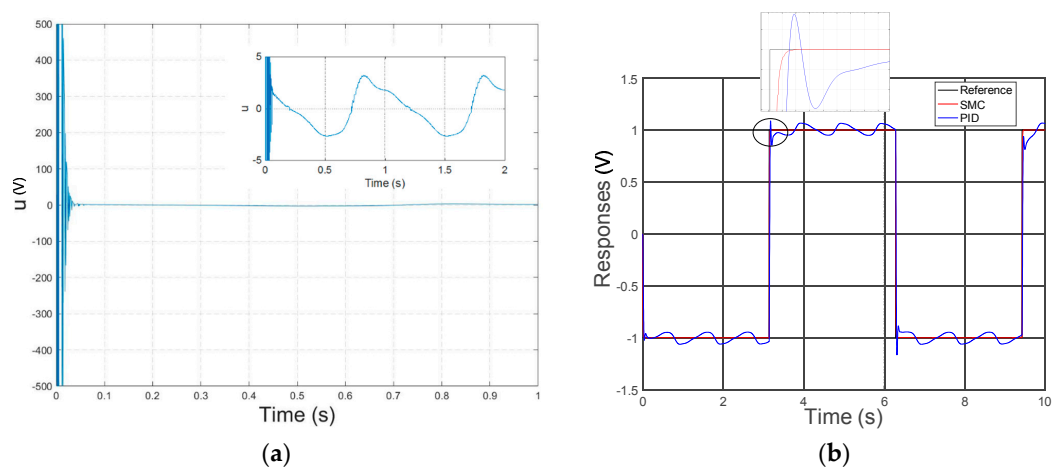 500
400
300
200
100
0
-100
-200
-300
-400
-500
u (V)
0 0.1 0.2 0.3 0.4 0.5 0.6 0.7 0.8 0.9 1
Time (s)
5
0
-5
u
0 0.5 1 1.5 2
Time (s)
(a)
1.5
1
0.5
0
-0.5
-1
-1.5
Responses (V)
Reference
SMC
PID
0 2 4 6 8 10
Time (s)
(b)